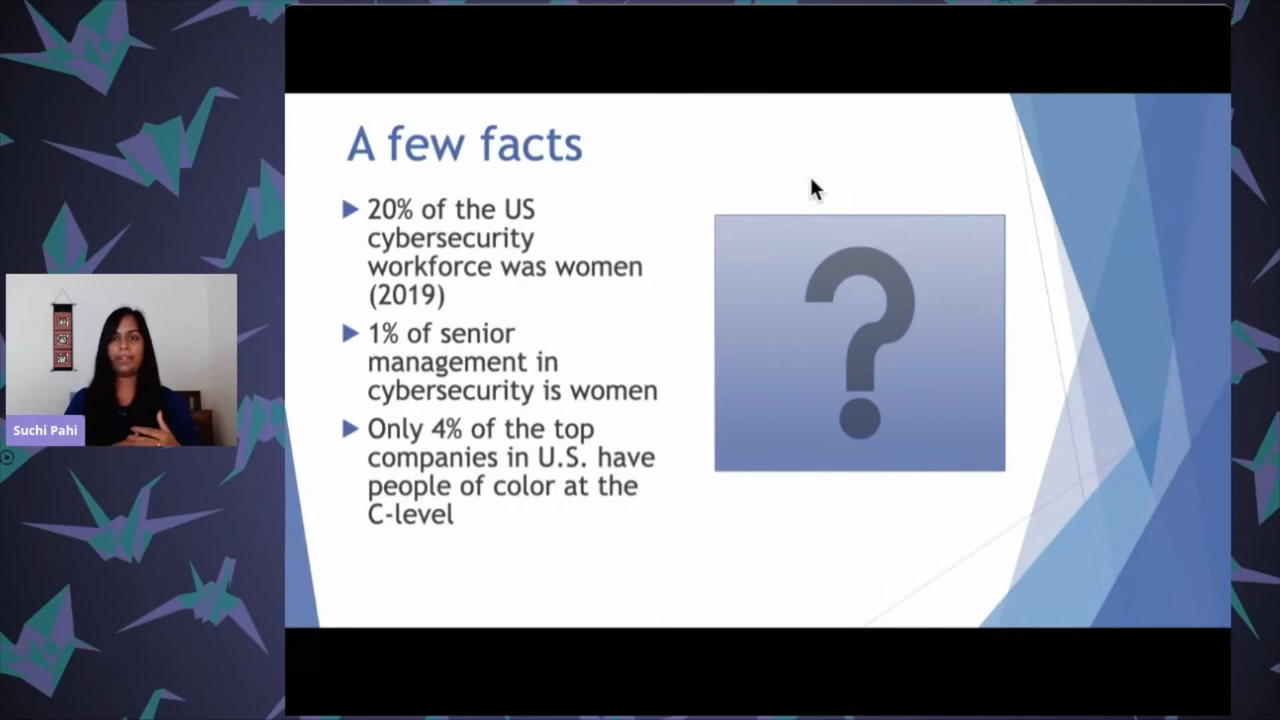 A few facts
20% of the US
cybersecurity
workforce was women
(2019)
1% of senior
management in
cybersecurity is women
Only 4% of the top
companies in U.S. have
people of color at the
C-level
?
Suchi Pahi